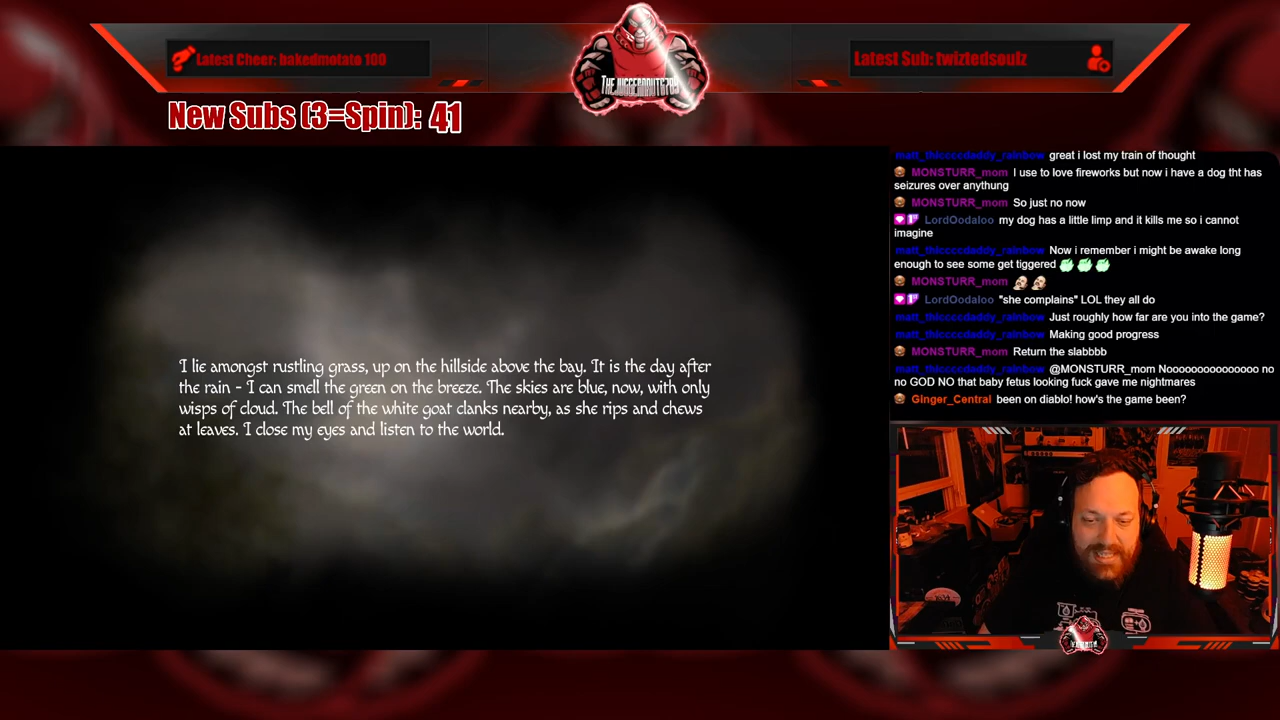 Latest Cheer: bakedmotato 100
THEJUGGERNAUT6789
Latest Sub: twiztedsoulz
New Subs (3=Spin): 41
I lie amongst rustling grass, up on the hillside above the bay. It is the day after
the rain - I can smell the green on the breeze. The skies are blue, now, with only
wisps of cloud. The bell of the white goat clanks nearby, as she rips and chews
at leaves. I close my eyes and listen to the world.
matt_thiccccdaddy_rainbow great i lost my train of thought
MONSTURR_mom I use to love fireworks but now i have a dog tht has
seizures over anythung
MONSTURR_mom So just no now
LordOodaloo my dog has a little limp and it kills me so i cannot
imagine
matt_thiccccdaddy_rainbow Now i remember i might be awake long
enough to see some get tiggered
MONSTURR_mom
LordOodaloo "she complains" LOL they all do
matt_thiccccdaddy_rainbow Just roughly how far are you into the game?
matt_thiccccdaddy_rainbow Making good progress
MONSTURR_mom Return the slabbbb
matt_thiccccdaddy_rainbow @MONSTURR_mom Nooooooooooooooo no
no GOD NO that baby fetus looking fuck gave me nightmares
Ginger_Central been on diablo! how's the game been?